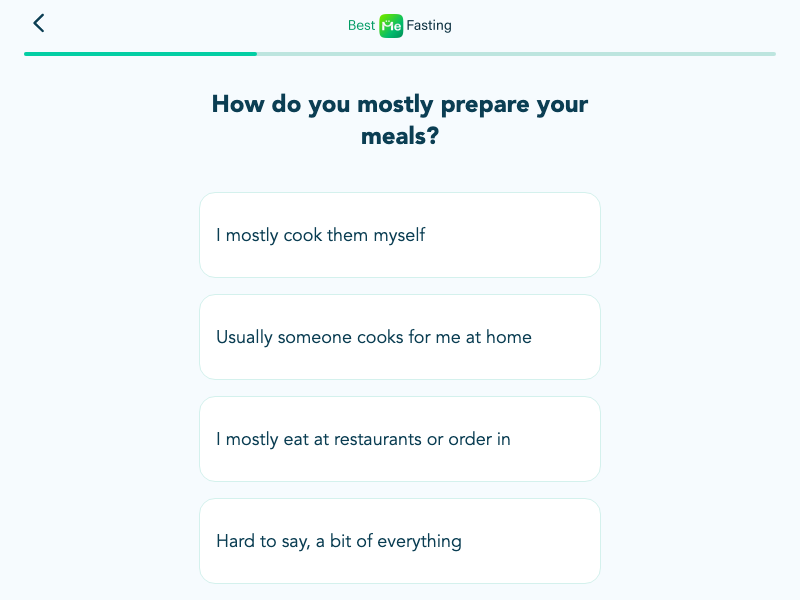 Best Me Fasting
How do you mostly prepare your
meals?
I mostly cook them myself
Usually someone cooks for me at home
I mostly eat at restaurants or order in
Hard to say, a bit of everything